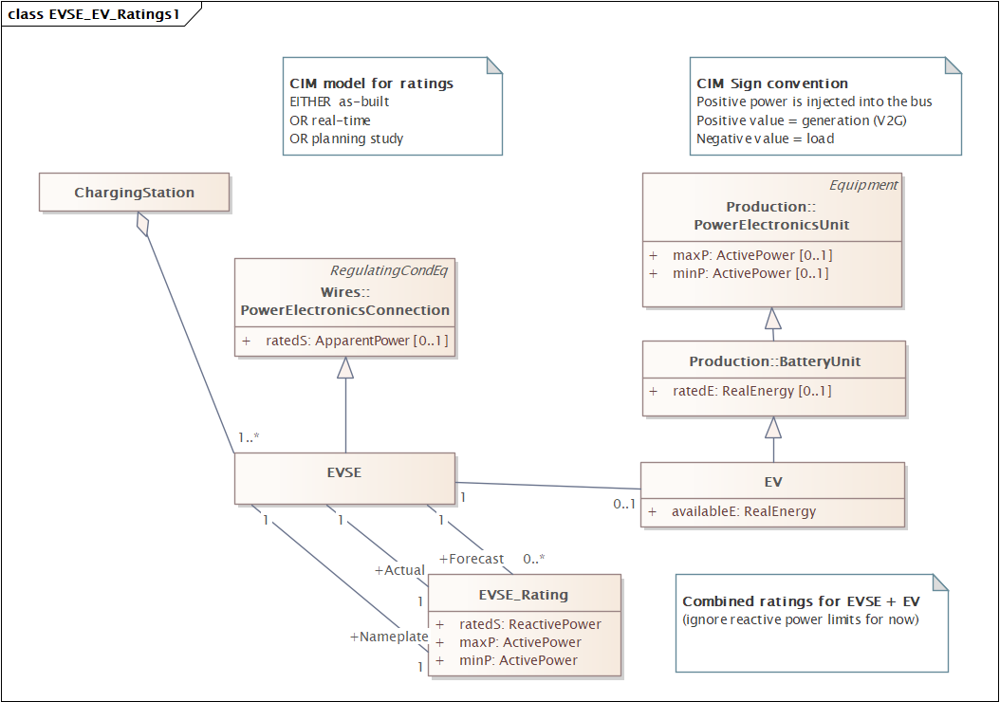 class EVSE_EV_Ratings1
CIM model for ratings
EITHER as-built
OR real-time
OR planning study
CIM Sign convention
Positive power is injected into the bus
Positive value = generation (V2G)
Negative value = load
ChargingStation
RegulatingCondEq
Wires::
PowerElectronicsConnection
+ ratedS: ApparentPower [0..1]
Equipment
Production::
PowerElectronicsUnit
+ maxP: ActivePower [0..1]
+ minP: ActivePower [0..1]
Production::BatteryUnit
+ ratedE: RealEnergy [0..1]
1..*
EVSE
1
0..1
EV
+ availableE: RealEnergy
1
1
1
+Forecast 0..*
+Actual
1
+Nameplate
1
EVSE_Rating
+ ratedS: ReactivePower
+ maxP: ActivePower
+ minP: ActivePower
Combined ratings for EVSE + EV
(ignore reactive power limits for now)